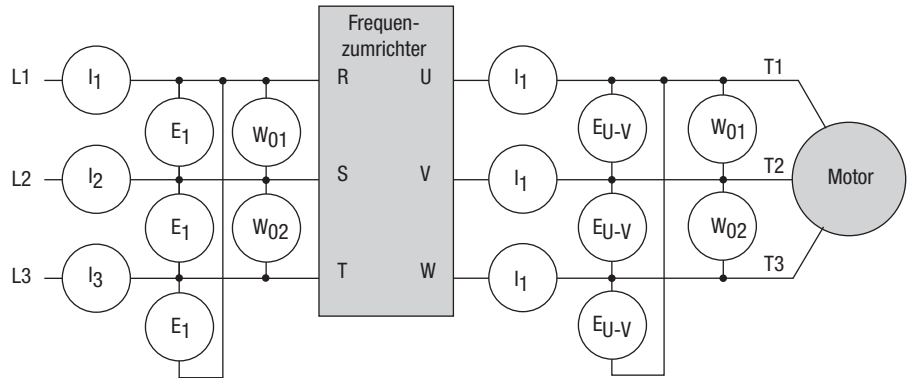 Frequen-
zumrichter
L1 I1 R U I1 T1
E1 W01 EU-V W01
L2 I2 S V I1 T2 Motor
E1 W02 EU-V W02
L3 I3 T W I1 T3
E1 EU-V